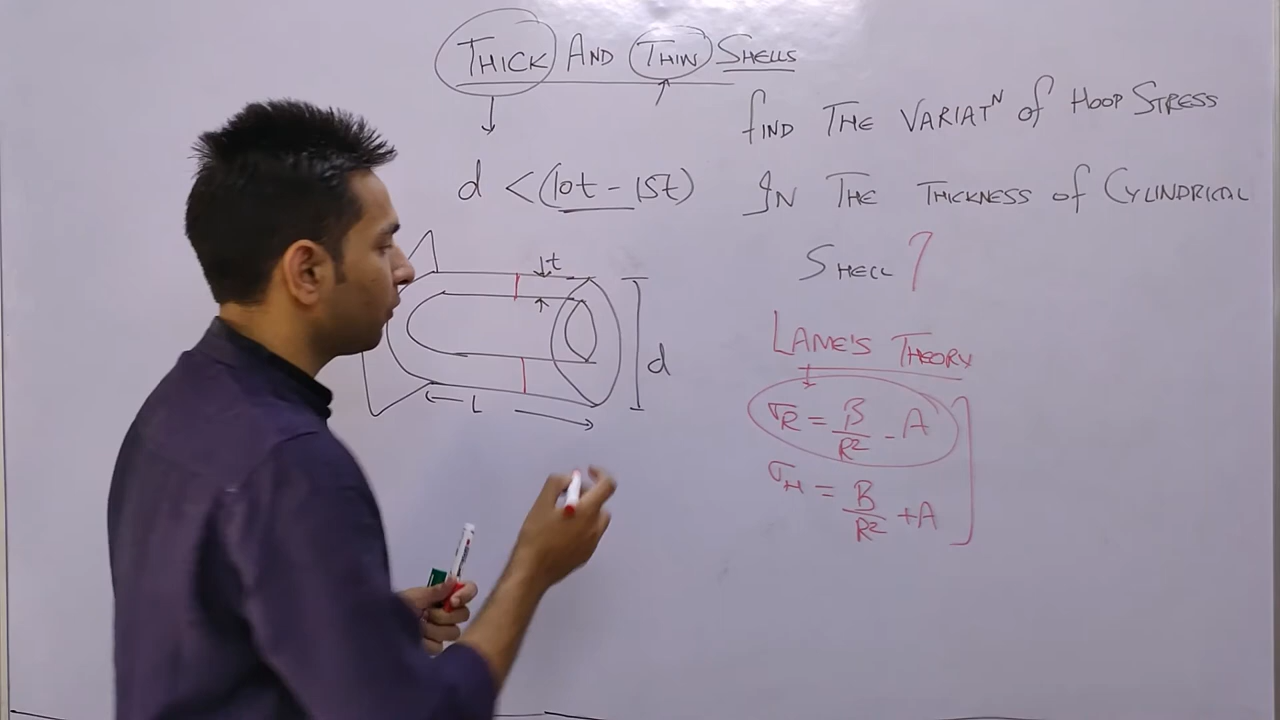 THICK AND THIN SHELLS
FIND THE VARIATN of HOOP STRESS
IN THE THICKNESS of CYLINDRICAL
SHELL?
d < (10t - 15t)
t
d
L
LAME'S THEORY
σR = B/R² - A
σH = B/R² + A